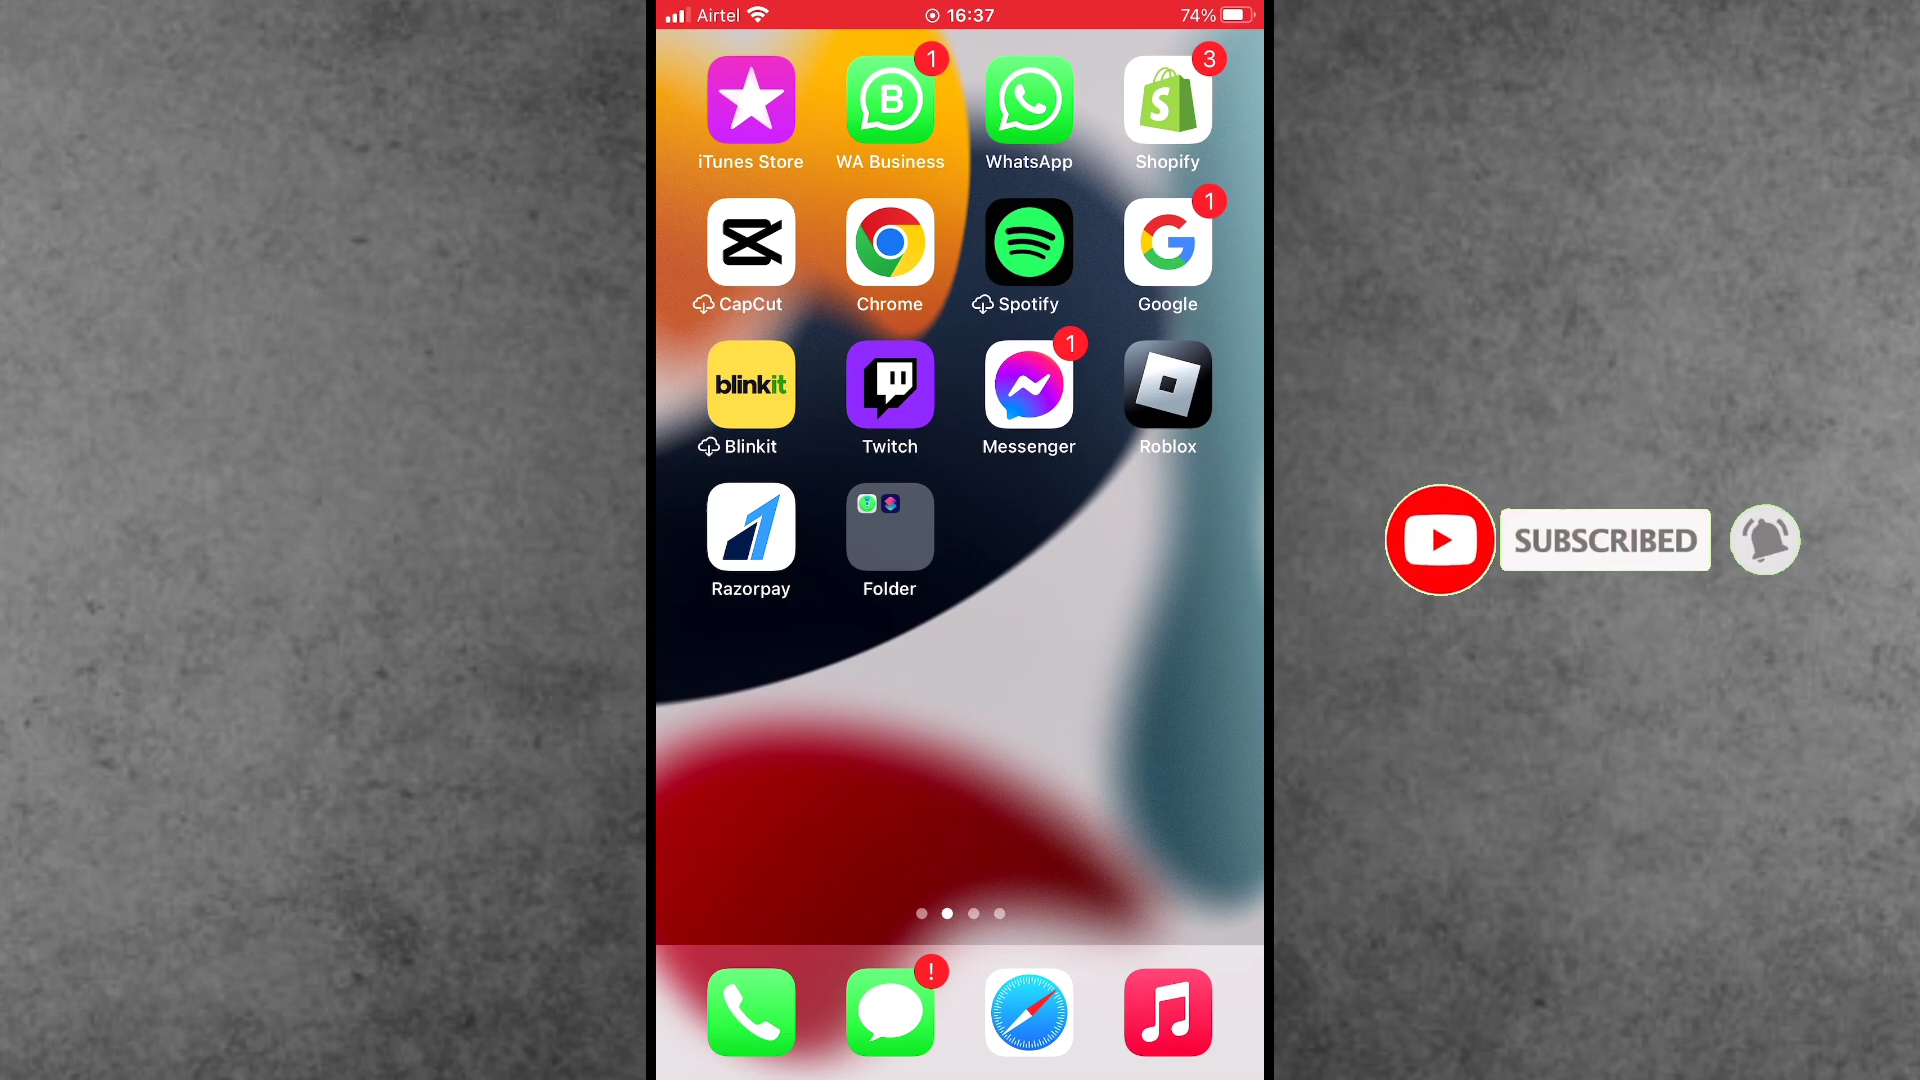 Airtel 16:37 74%
1 3
iTunes Store WA Business WhatsApp Shopify
1
CapCut Chrome Spotify Google
blinkit 1
Blinkit Twitch Messenger Roblox
SUBSCRIBED
Razorpay Folder
!